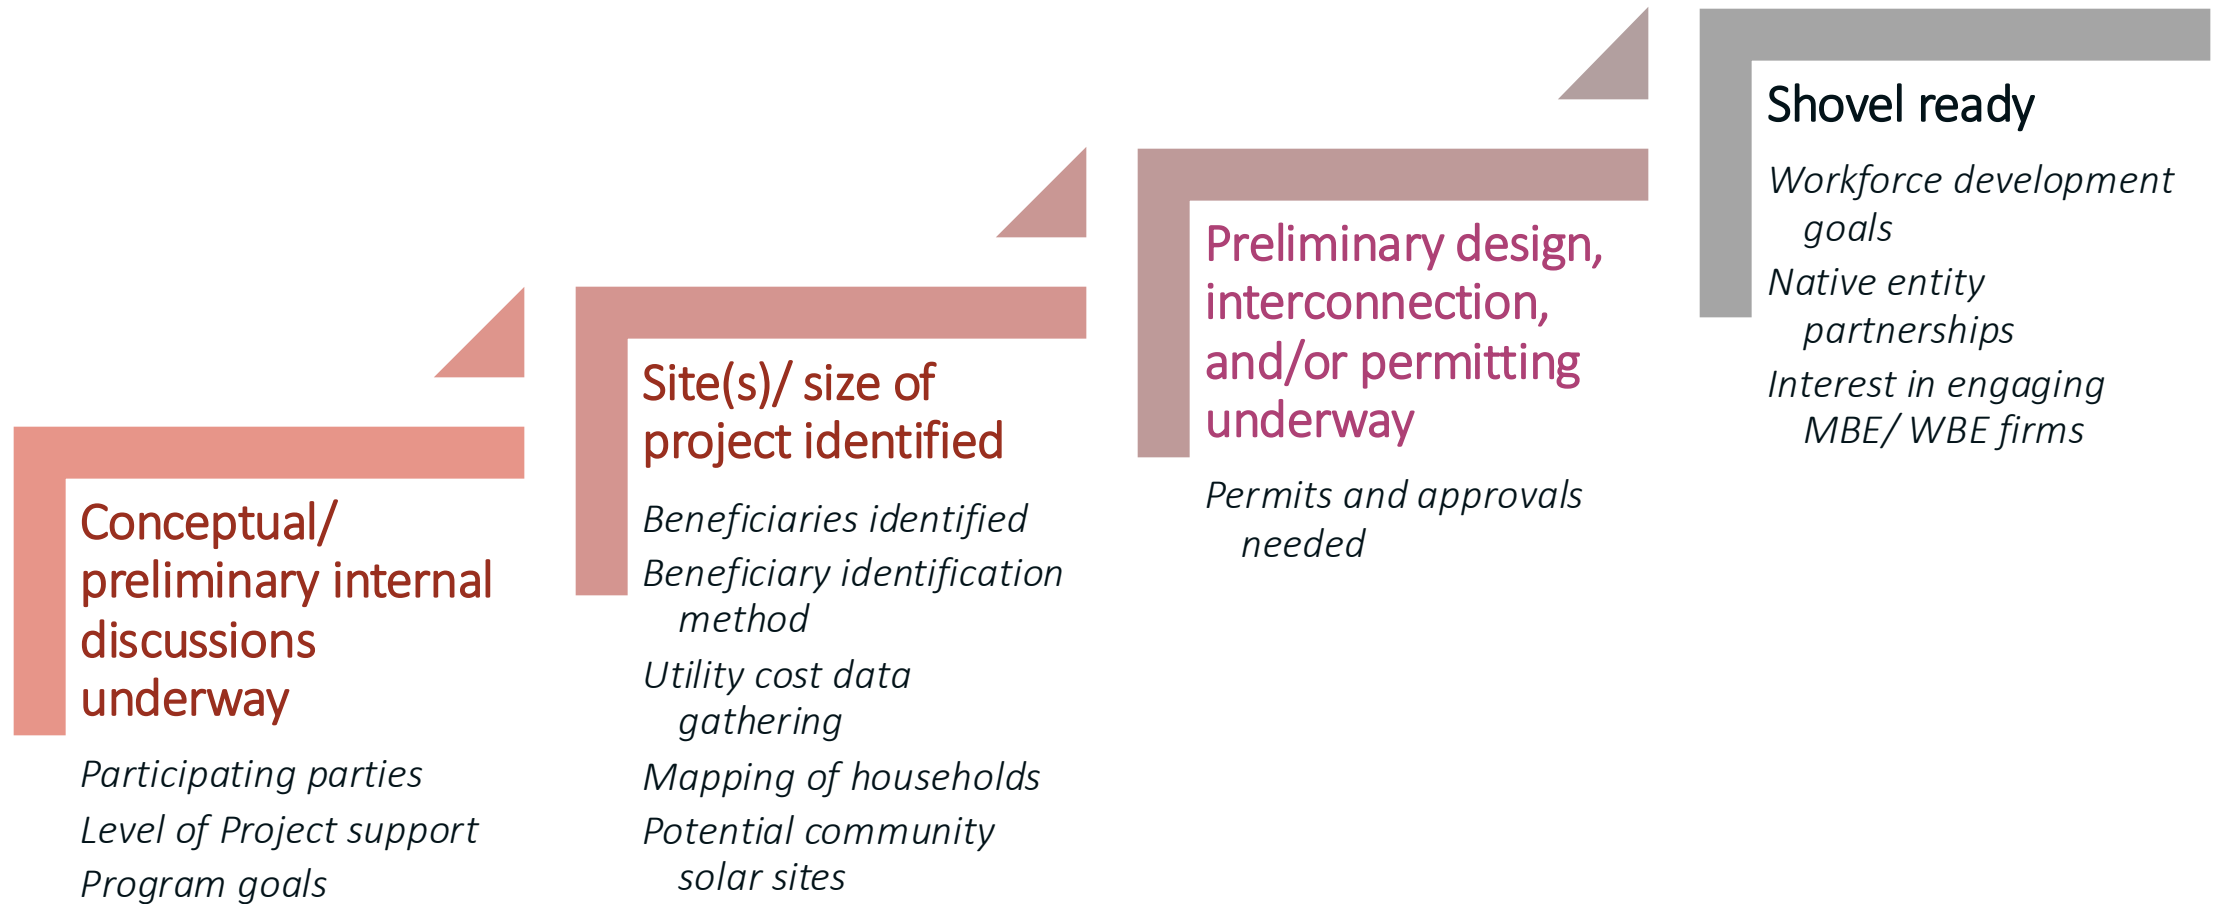 Conceptual/
preliminary internal
discussions
underway
Participating parties
Level of Project support
Program goals
Site(s)/ size of
project identified
Beneficiaries identified
Beneficiary identification
method
Utility cost data
gathering
Mapping of households
Potential community
solar sites
Preliminary design,
interconnection,
and/or permitting
underway
Permits and approvals
needed
Shovel ready
Workforce development
goals
Native entity
partnerships
Interest in engaging
MBE/ WBE firms